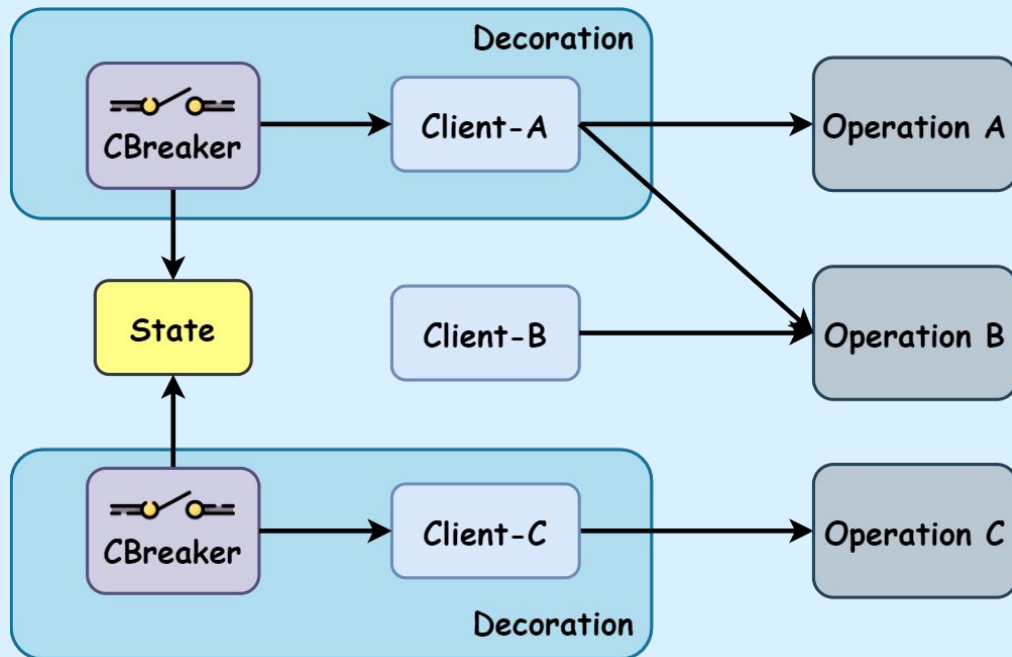 Decoration
CBreaker
Client-A
Operation A
State
Client-B
Operation B
CBreaker
Client-C
Operation C
Decoration